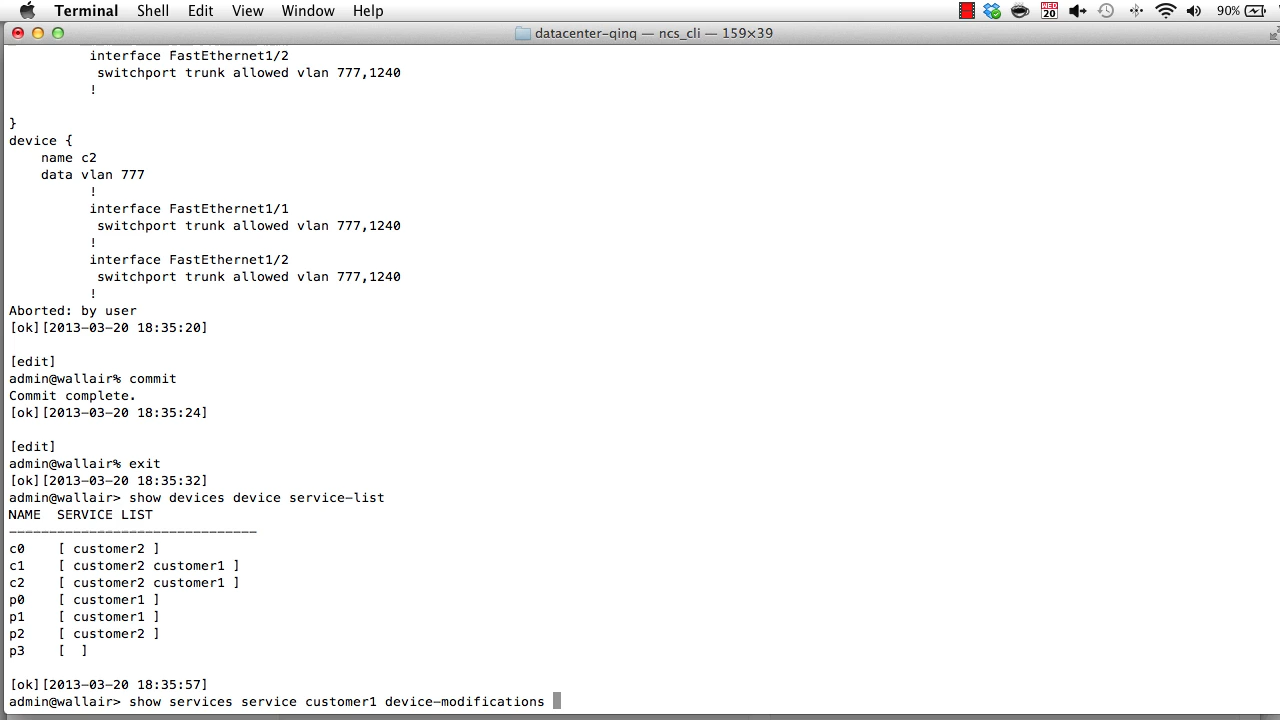 Terminal Shell Edit View Window Help WED 20 90%
datacenter-qinq — ncs_cli — 159×39
interface FastEthernet1/2
switchport trunk allowed vlan 777,1240
!
}
device {
name c2
data vlan 777
!
interface FastEthernet1/1
switchport trunk allowed vlan 777,1240
!
interface FastEthernet1/2
switchport trunk allowed vlan 777,1240
!
Aborted: by user
[ok][2013-03-20 18:35:20]
[edit]
admin@wallair% commit
Commit complete.
[ok][2013-03-20 18:35:24]
[edit]
admin@wallair% exit
[ok][2013-03-20 18:35:32]
admin@wallair> show devices device service-list
NAME SERVICE LIST
-------------------------------
c0 [ customer2 ]
c1 [ customer2 customer1 ]
c2 [ customer2 customer1 ]
p0 [ customer1 ]
p1 [ customer1 ]
p2 [ customer2 ]
p3 [ ]
[ok][2013-03-20 18:35:57]
admin@wallair> show services service customer1 device-modifications